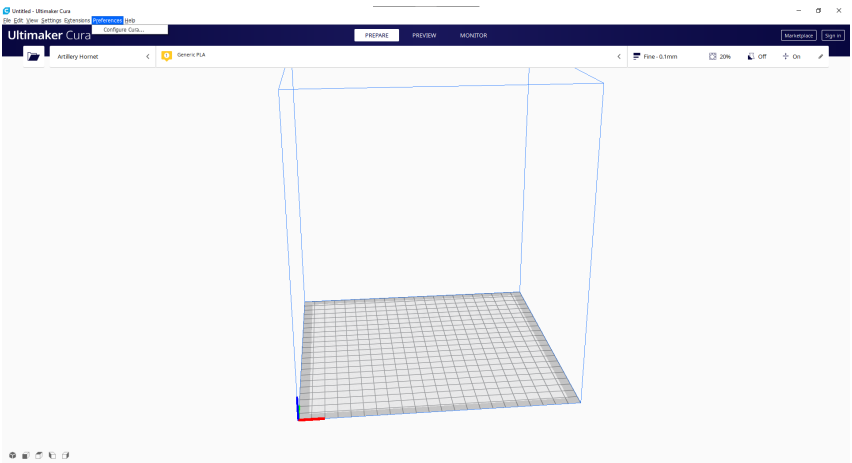 Untitled - Ultimaker Cura
File Edit View Settings Extensions Preferences Help
Configure Cura...
Ultimaker Cura
PREPARE PREVIEW MONITOR
Marketplace Sign in
Artillery Hornet
Generic PLA
Fine - 0.1mm 20% Off On